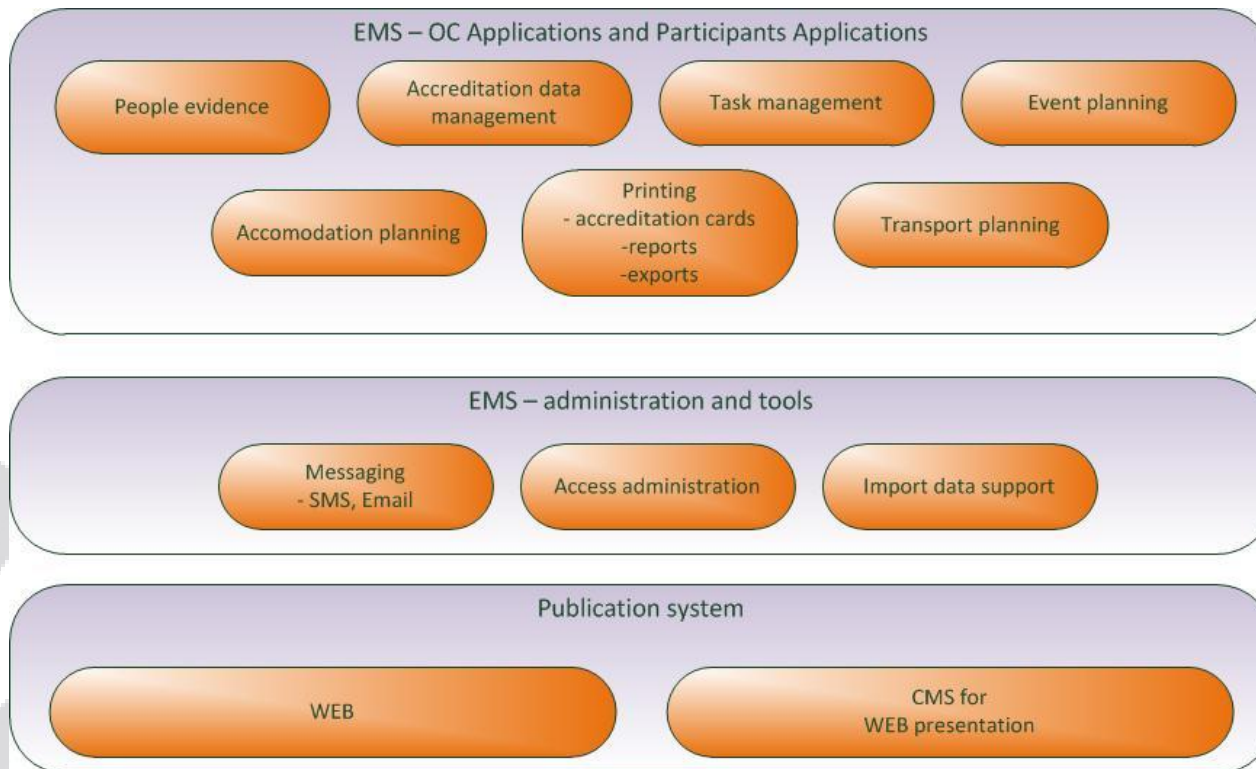 EMS – OC Applications and Participants Applications
People evidence
Accreditation data
management
Task management
Event planning
Accomodation planning
Printing
- accreditation cards
-reports
-exports
Transport planning
EMS – administration and tools
Messaging
- SMS, Email
Access administration
Import data support
Publication system
WEB
CMS for
WEB presentation